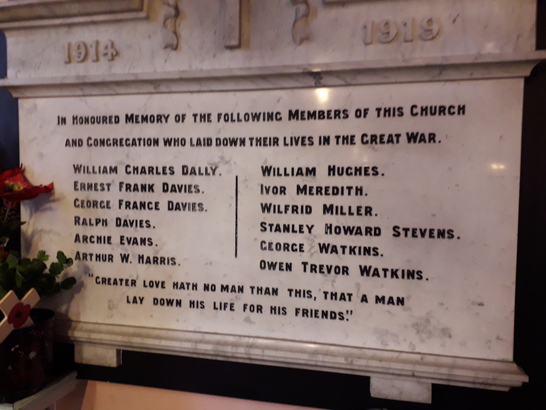 1914 1919
IN HONOURED MEMORY OF THE FOLLOWING MEMBERS OF THIS CHURCH
AND CONGREGATION WHO LAID DOWN THEIR LIVES IN THE GREAT WAR.
WILLIAM CHARLES DALLY.
ERNEST FRANK DAVIES.
GEORGE FRANCE DAVIES.
RALPH DAVIES.
ARCHIE EVANS.
ARTHUR W. HARRIS.
WILLIAM HUGHES.
IVOR MEREDITH.
WILFRID MILLER.
STANLEY HOWARD STEVENS.
GEORGE WATKINS.
OWEN TREVOR WATKINS.
"GREATER LOVE HATH NO MAN THAN THIS, THAT A MAN
LAY DOWN HIS LIFE FOR HIS FRIENDS."